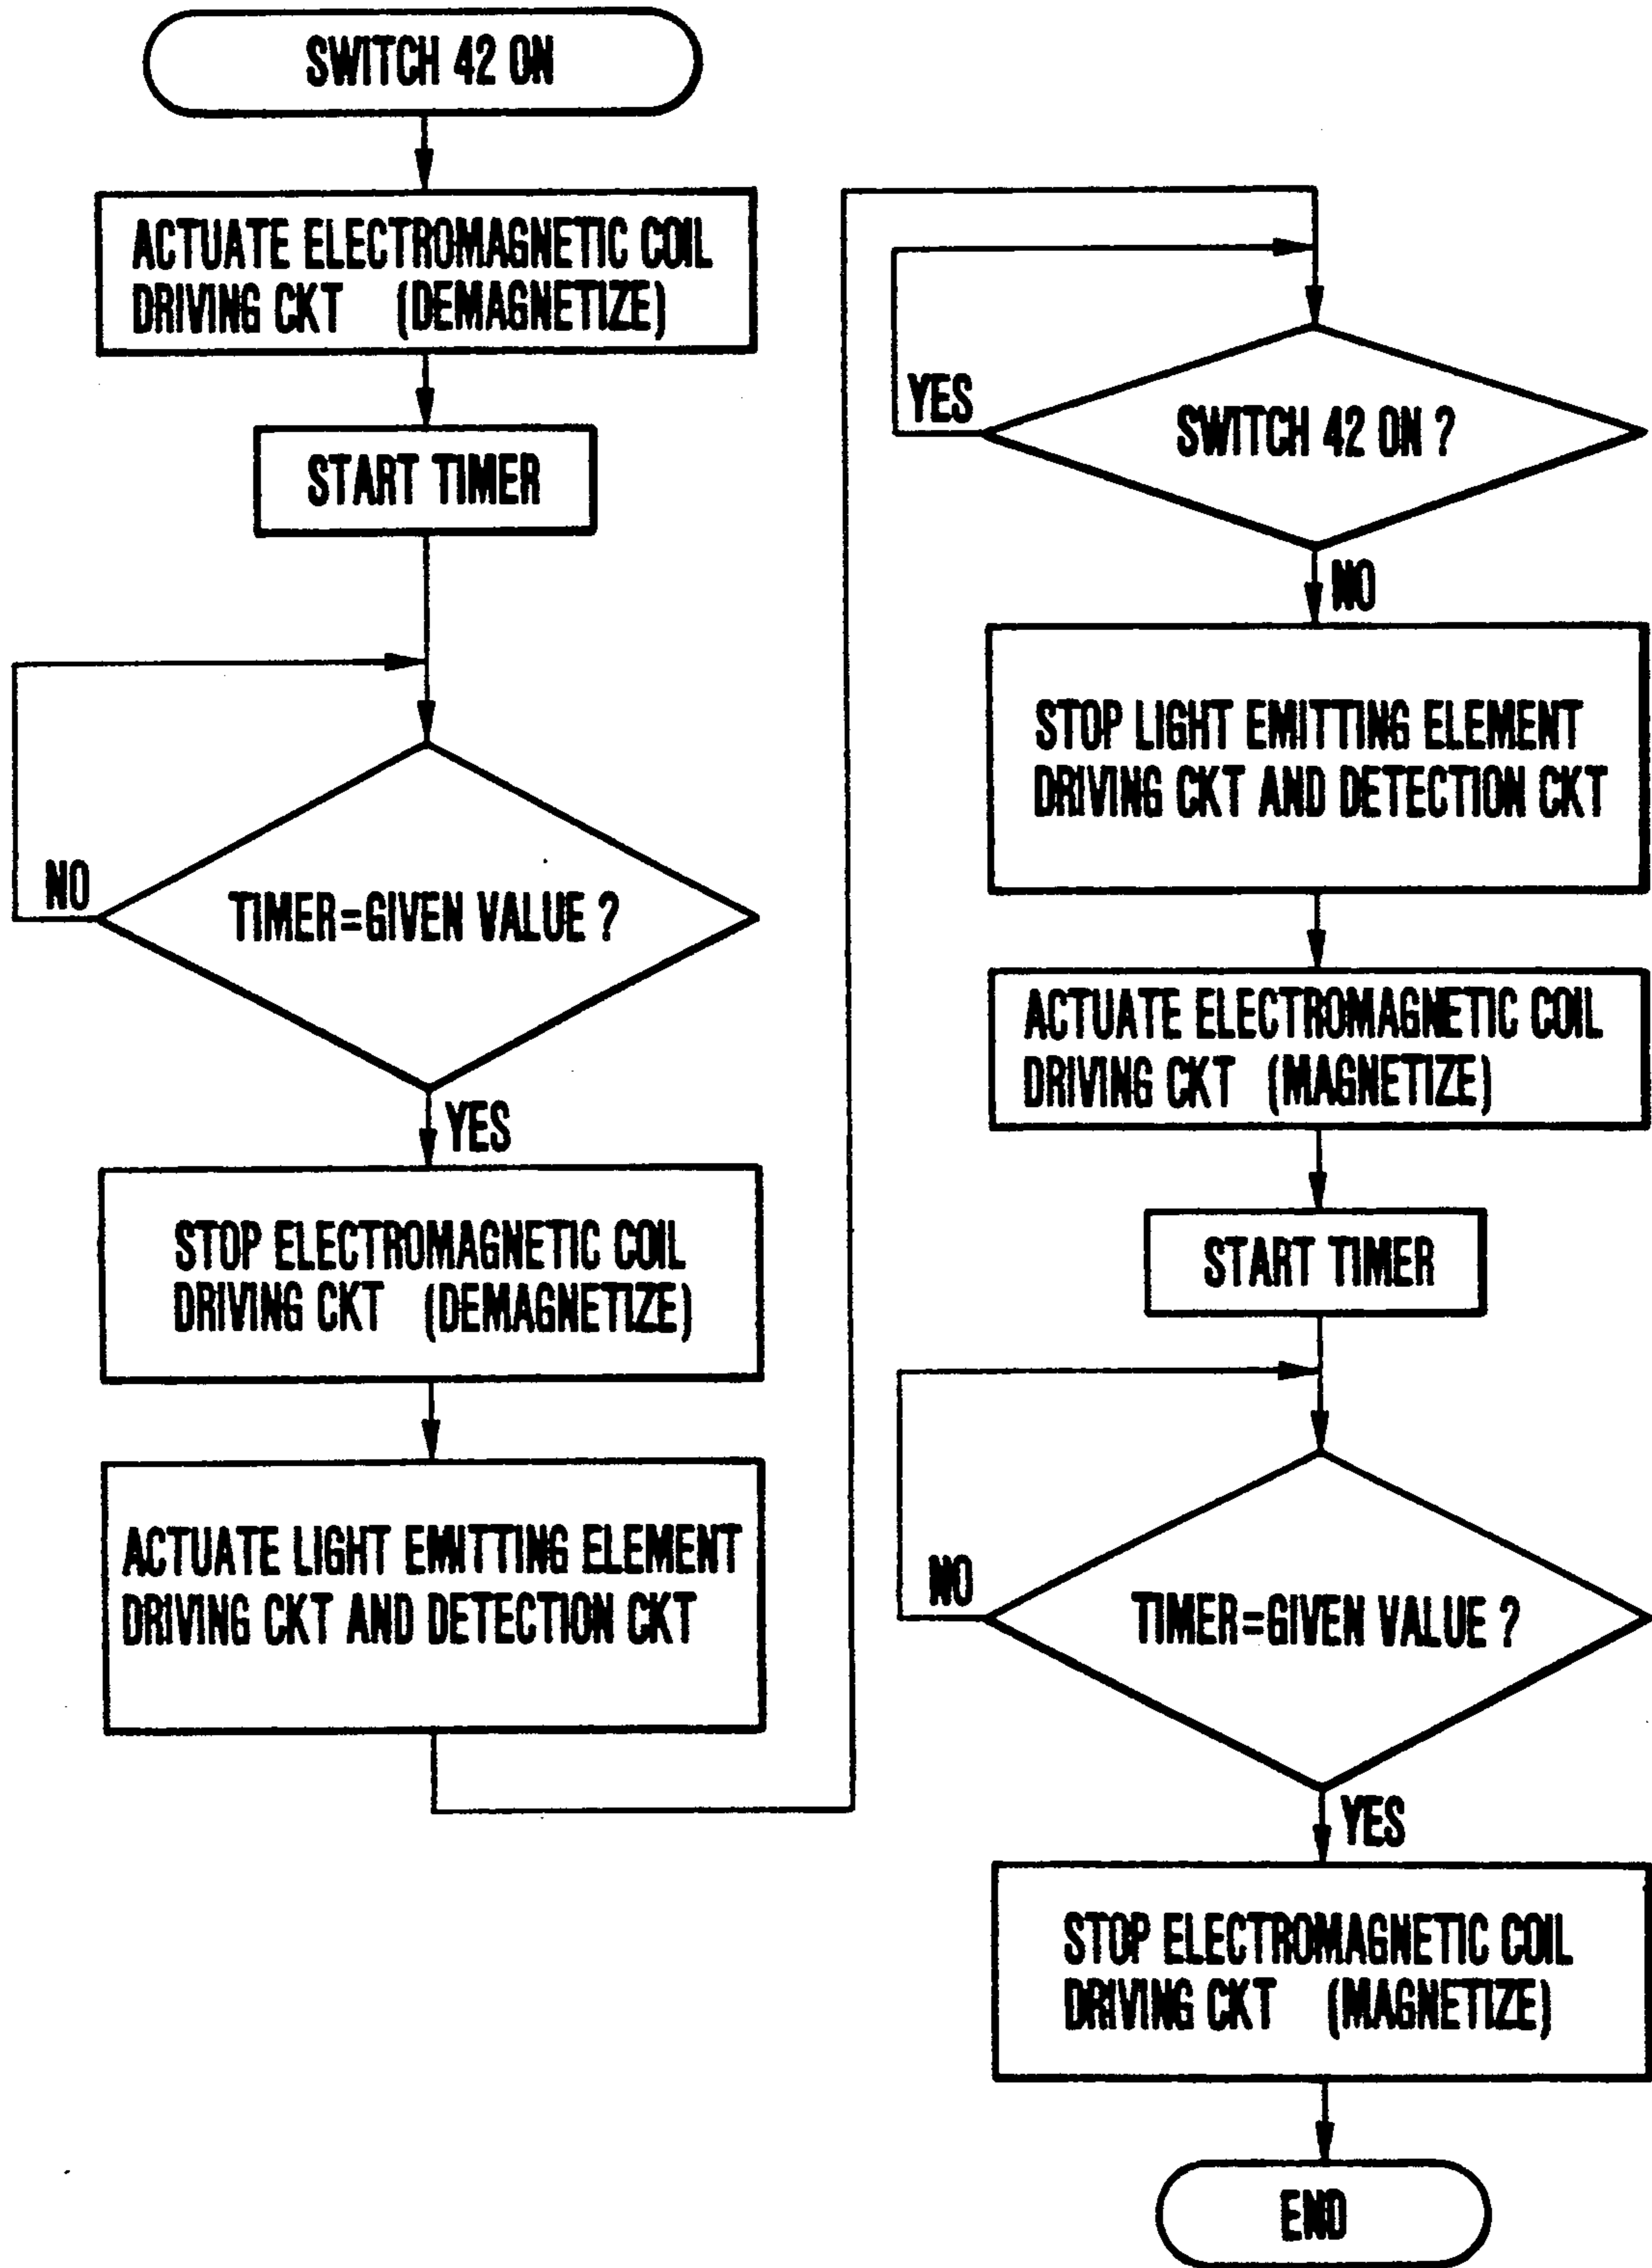 SWITCH 42 ON
ACTUATE ELECTROMAGNETIC COIL
DRIVING CKT (DEMAGNETIZE)
START TIMER
NO
TIMER=GIVEN VALUE ?
YES
STOP ELECTROMAGNETIC COIL
DRIVING CKT (DEMAGNETIZE)
ACTUATE LIGHT EMITTING ELEMENT
DRIVING CKT AND DETECTION CKT
YES
SWITCH 42 ON ?
NO
STOP LIGHT EMITTING ELEMENT
DRIVING CKT AND DETECTION CKT
ACTUATE ELECTROMAGNETIC COIL
DRIVING CKT (MAGNETIZE)
START TIMER
NO
TIMER=GIVEN VALUE ?
YES
STOP ELECTROMAGNETIC COIL
DRIVING CKT (MAGNETIZE)
END